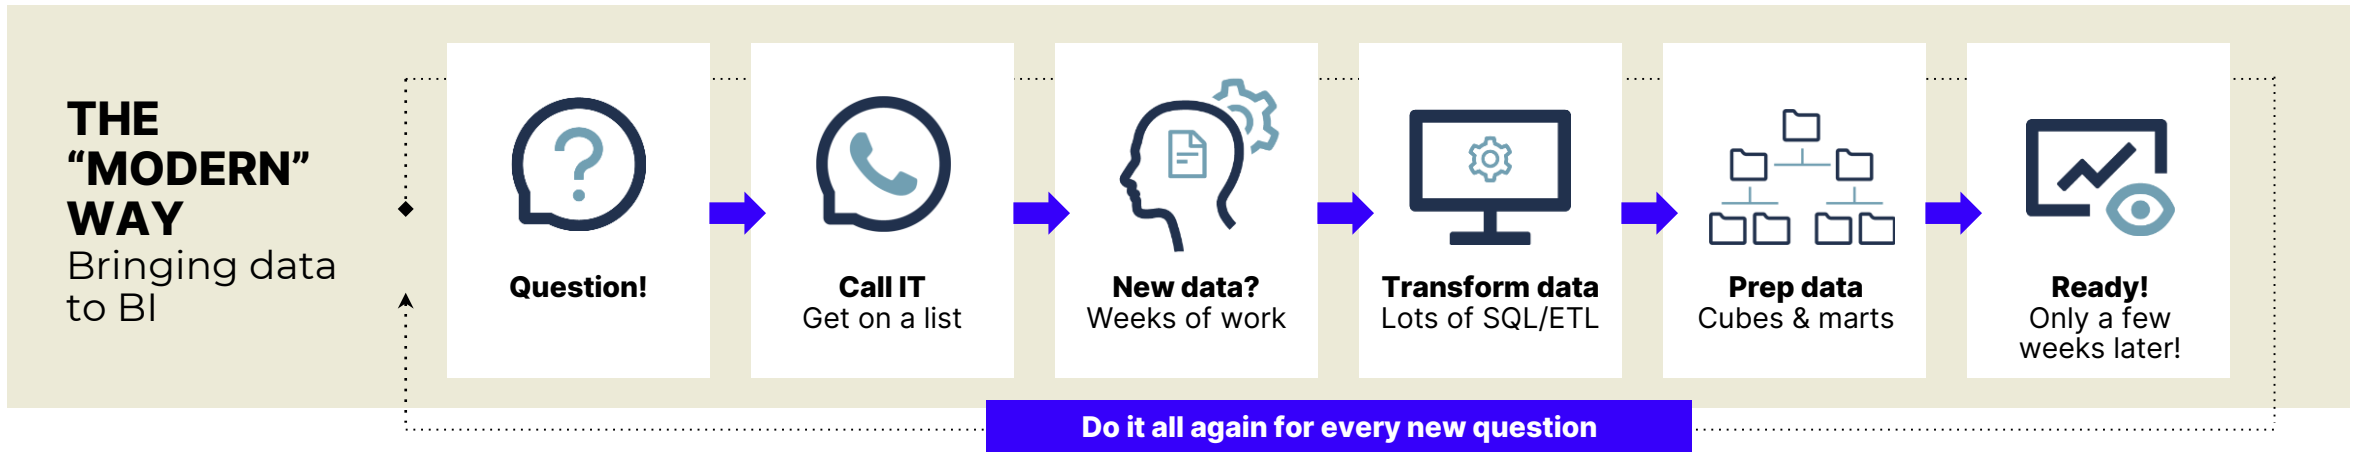 THE
“MODERN”
WAY
Bringing data
to BI
Question!
Call IT
Get on a list
New data?
Weeks of work
Transform data
Lots of SQL/ETL
Prep data
Cubes & marts
Ready!
Only a few
weeks later!
Do it all again for every new question